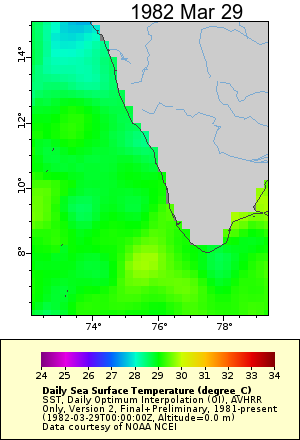 1982 Mar 29
14°
12°
10°
8°
74°
76°
78°
24 25 26 27 28 29 30 31 32 33 34
Daily Sea Surface Temperature (degree_C)
SST, Daily Optimum Interpolation (OI), AVHRR
Only, Version 2, Final+Preliminary, 1981-present
(1982-03-29T00:00:00Z, Altitude=0.0 m)
Data courtesy of NOAA NCEI